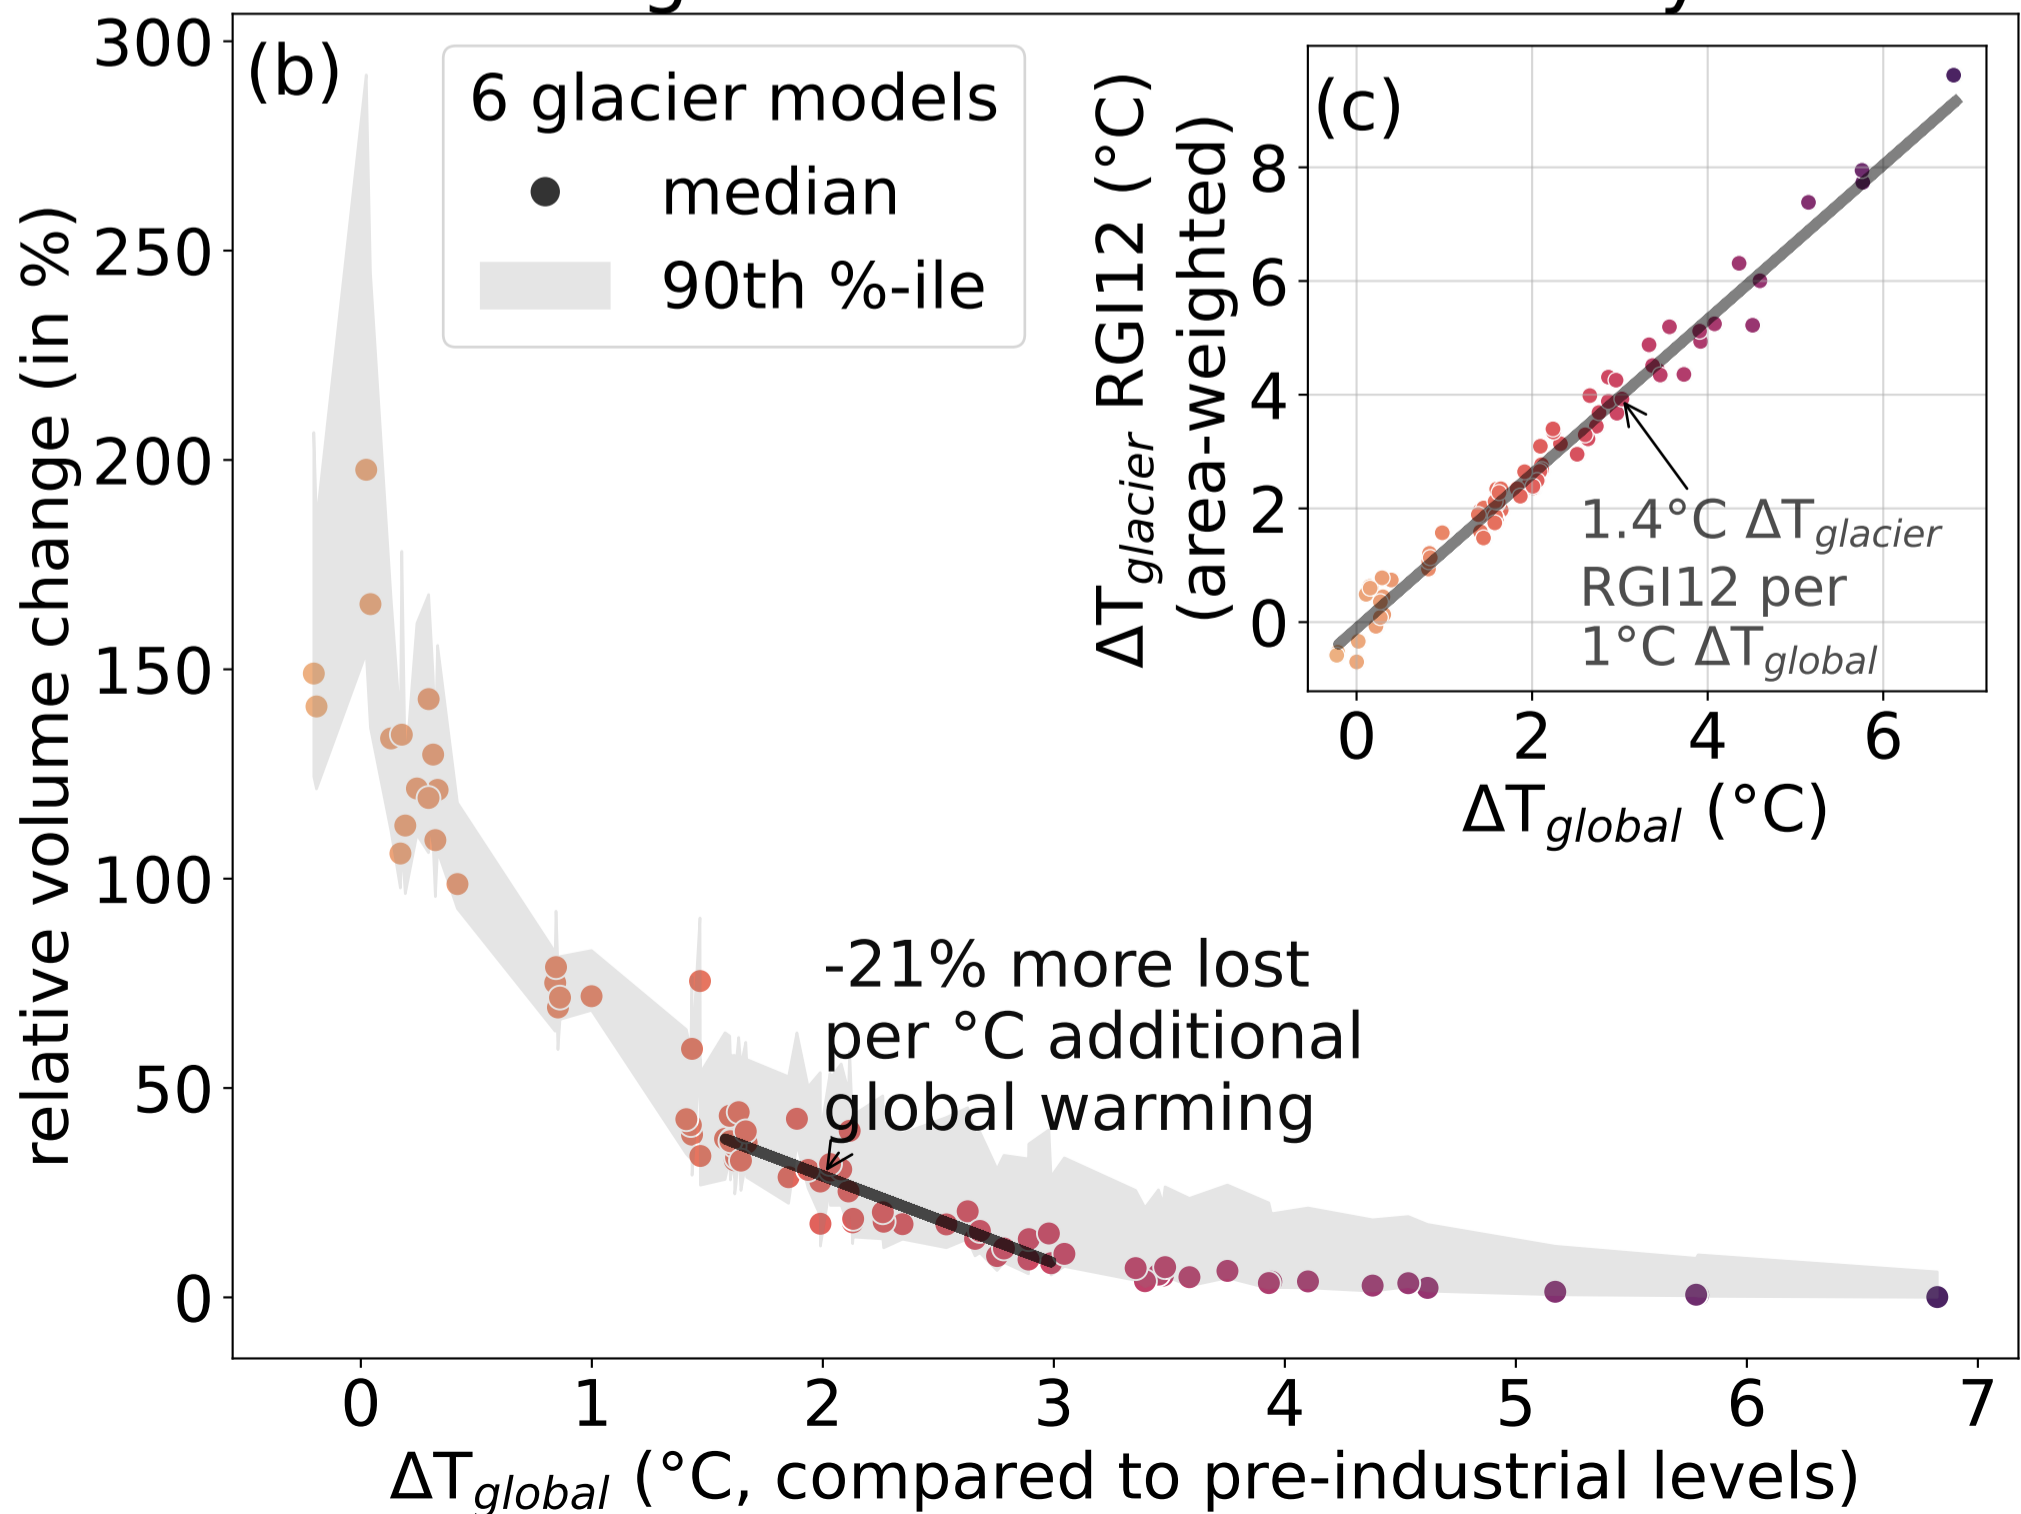 (b)
6 glacier models
median
90th %-ile
300
250
200
150
100
50
0
relative volume change (in %)
0 1 2 3 4 5 6 7
ΔTglobal (°C, compared to pre-industrial levels)
-21% more lost
per °C additional
global warming
(c)
ΔTglacier RGI12 (°C)
(area-weighted)
8
6
4
2
0
1.4°C ΔTglacier
RGI12 per
1°C ΔTglobal
0 2 4 6
ΔTglobal (°C)